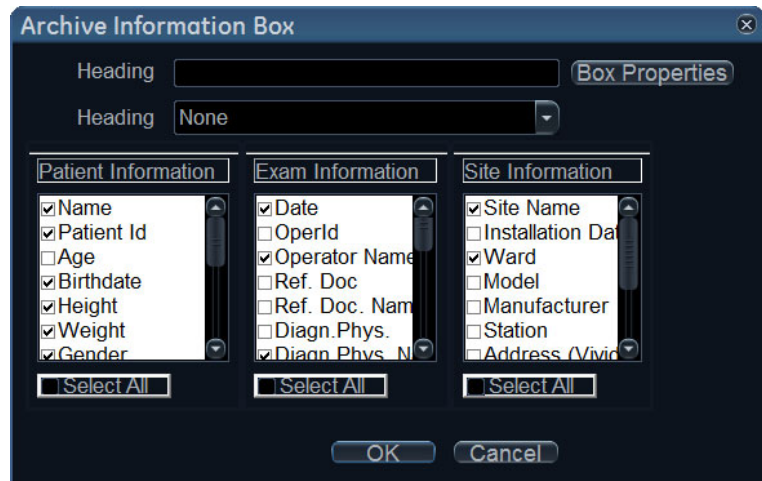 Archive Information Box
Heading
Box Properties
Heading None
Patient Information
Name
Patient Id
Age
Birthdate
Height
Weight
Gender
Select All
Exam Information
Date
OperId
Operator Name
Ref. Doc
Ref. Doc. Nam
Diagn.Phys.
Diagn.Phys. N
Select All
Site Information
Site Name
Installation Dat
Ward
Model
Manufacturer
Station
Address (Vivid
Select All
OK Cancel